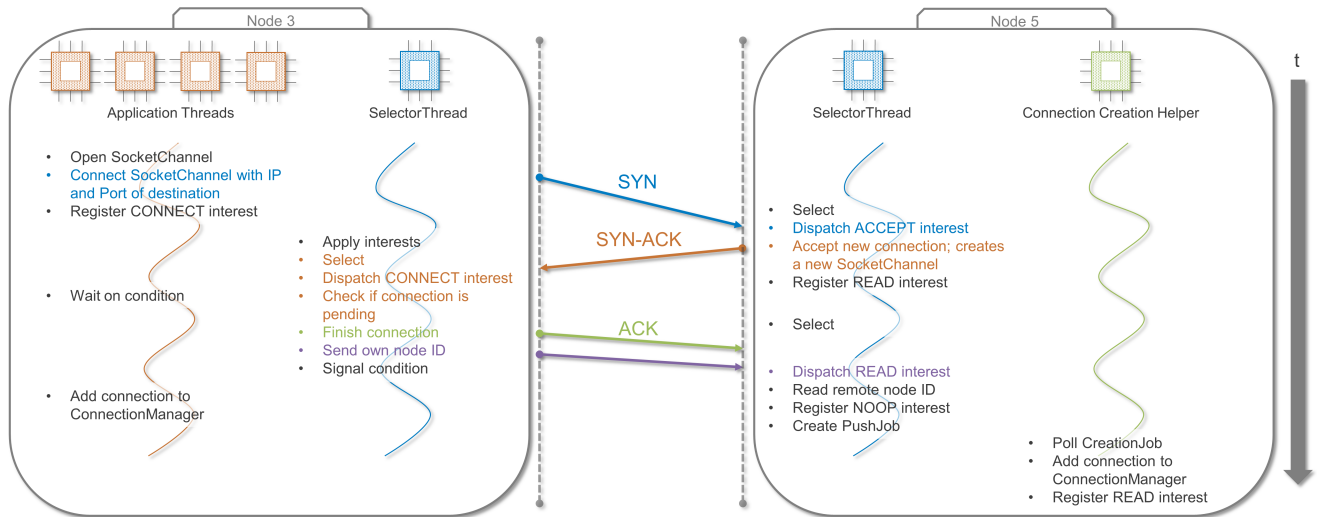 Node 3
Application Threads
SelectorThread
• Open SocketChannel
• Connect SocketChannel with IP
and Port of destination
• Register CONNECT interest
• Wait on condition
• Add connection to
ConnectionManager
• Apply interests
• Select
• Dispatch CONNECT interest
• Check if connection is
pending
• Finish connection
• Send own node ID
• Signal condition
SYN
SYN-ACK
ACK
Node 5
SelectorThread
Connection Creation Helper
• Select
• Dispatch ACCEPT interest
• Accept new connection; creates
a new SocketChannel
• Register READ interest
• Select
• Dispatch READ interest
• Read remote node ID
• Register NOOP interest
• Create PushJob
• Poll CreationJob
• Add connection to
ConnectionManager
• Register READ interest
t